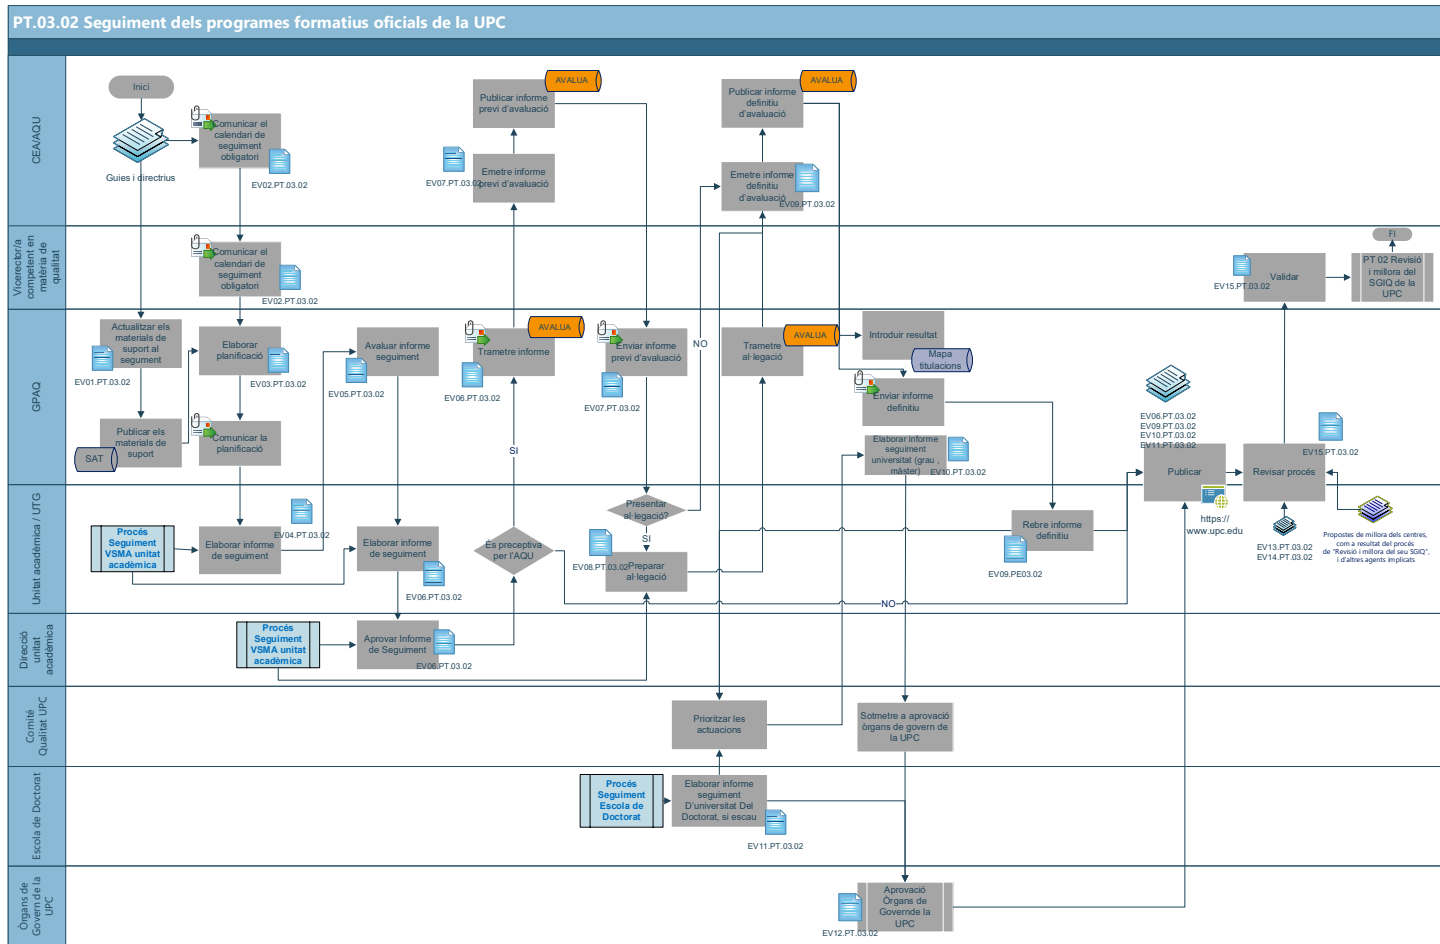 PT.03.02 Seguiment dels programes formatius oficials de la UPC
CEA/AQU
Inici
Guies i directrius
Comunicar el
calendari de
seguiment
obligatori
EV02.PT.03.02
AVALUA
Publicar informe
previ d'avaluació
Emetre informe
previ d'avaluació
EV07.PT.03.02
AVALUA
Publicar informe
definitiu
d'avaluació
Emetre informe
definitiu
d'avaluació
EV09.PT.03.02
Vicerector/a
competent en
matèria de
qualitat
Comunicar el
calendari de
seguiment
obligatori
EV02.PT.03.02
EV15.PT.03.02
Validar
FI
PT 02 Revisió
i millora del
SGIQ de la
UPC
GPAQ
Actualitzar els
materials de
suport al
segument
EV01.PT.03.02
Publicar els
materials de
suport
SAT
Elaborar
planificació
EV03.PT.03.02
Comunicar la
planificació
Avaluar informe
seguiment
EV05.PT.03.02
AVALUA
Trametre informe
EV06.PT.03.02
SI
Enviar informe
previ d'avaluació
EV07.PT.03.02
NO
Trametre
al·legació
AVALUA
Introduir resultat
Mapa
titulacions
Enviar informe
definitiu
Elaborar informe
seguiment
universitat (grau ,
màster)
EV10.PT.03.02
EV06.PT.03.02
EV09.PT.03.02
EV10.PT.03.02
EV11.PT.03.02
Publicar
https://
www.upc.edu
EV15.PT.03.02
Revisar procés
EV13.PT.03.02
EV14.PT.03.02
Propostes de millora dels centres,
com a resultat del procés
de "Revisió i millora del seu SGIQ",
i d'altres agents implicats
Unitat acadèmica / UTG
Procés
Seguiment
VSMA unitat
acadèmica
Elaborar informe
de seguiment
EV04.PT.03.02
Elaborar informe
de seguiment
EV06.PT.03.02
És preceptiva
per l'AQU
Presentar
al·legació?
SI
EV08.PT.03.02
Preparar
al·legació
Rebre informe
definitiu
EV09.PE03.02
NO
Direcció
unitat
acadèmica
Procés
Seguiment
VSMA unitat
acadèmica
Aprovar Informe
de Seguiment
EV06.PT.03.02
Comité
Qualitat UPC
Prioritzar les
actuacions
Sotmetre a aprovació
òrgans de govern de
la UPC
Escola de Doctorat
Procés
Seguiment
Escola de
Doctorat
Elaborar informe
seguiment
D'universitat Del
Doctorat, si escau
EV11.PT.03.02
Òrgans de
Govern de la
UPC
Aprovació
Òrgans de
Governde la
UPC
EV12.PT.03.02